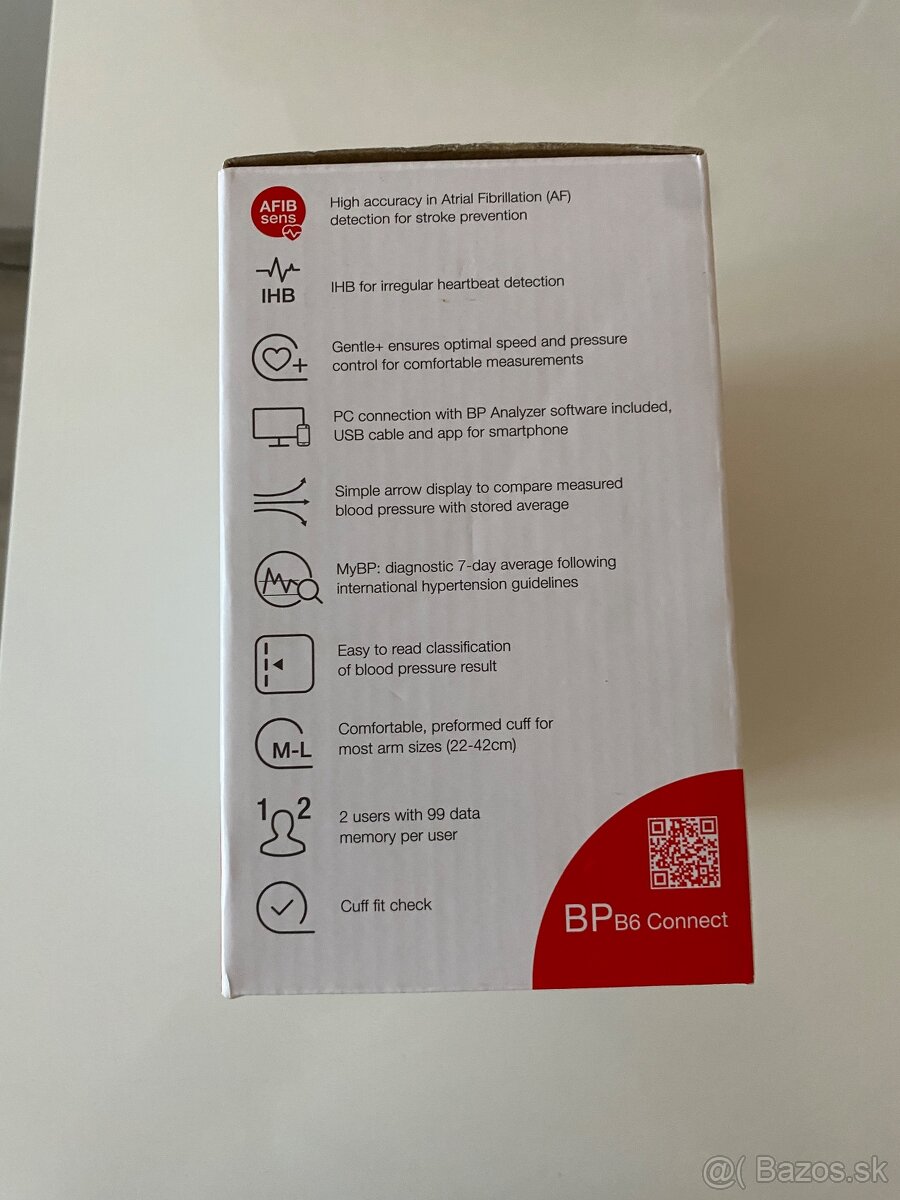 AFIB
sens
High accuracy in Atrial Fibrillation (AF)
detection for stroke prevention
IHB
IHB for irregular heartbeat detection
Gentle+ ensures optimal speed and pressure
control for comfortable measurements
PC connection with BP Analyzer software included,
USB cable and app for smartphone
Simple arrow display to compare measured
blood pressure with stored average
MyBP: diagnostic 7-day average following
international hypertension guidelines
Easy to read classification
of blood pressure result
M-L
Comfortable, preformed cuff for
most arm sizes (22-42cm)
1 2
2 users with 99 data
memory per user
Cuff fit check
BP B6 Connect
@( Bazos.sk